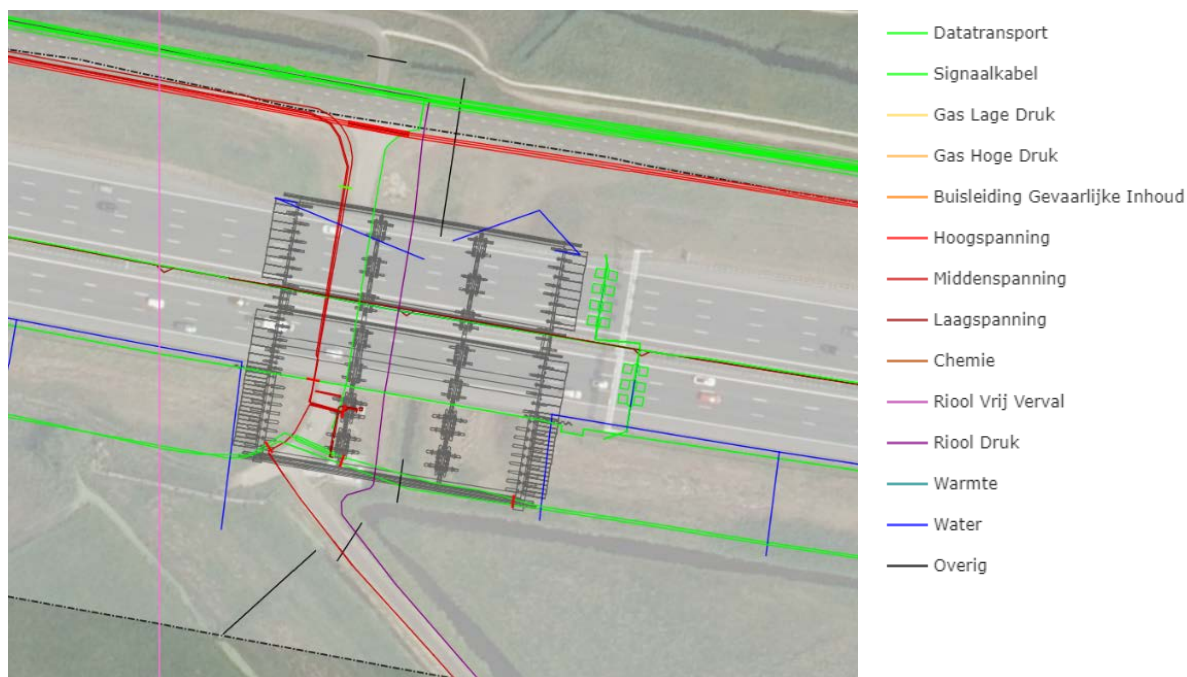 Datatransport
Signaalkabel
Gas Lage Druk
Gas Hoge Druk
Buisleiding Gevaarlijke Inhoud
Hoogspanning
Middenspanning
Laagspanning
Chemie
Riool Vrij Verval
Riool Druk
Warmte
Water
Overig